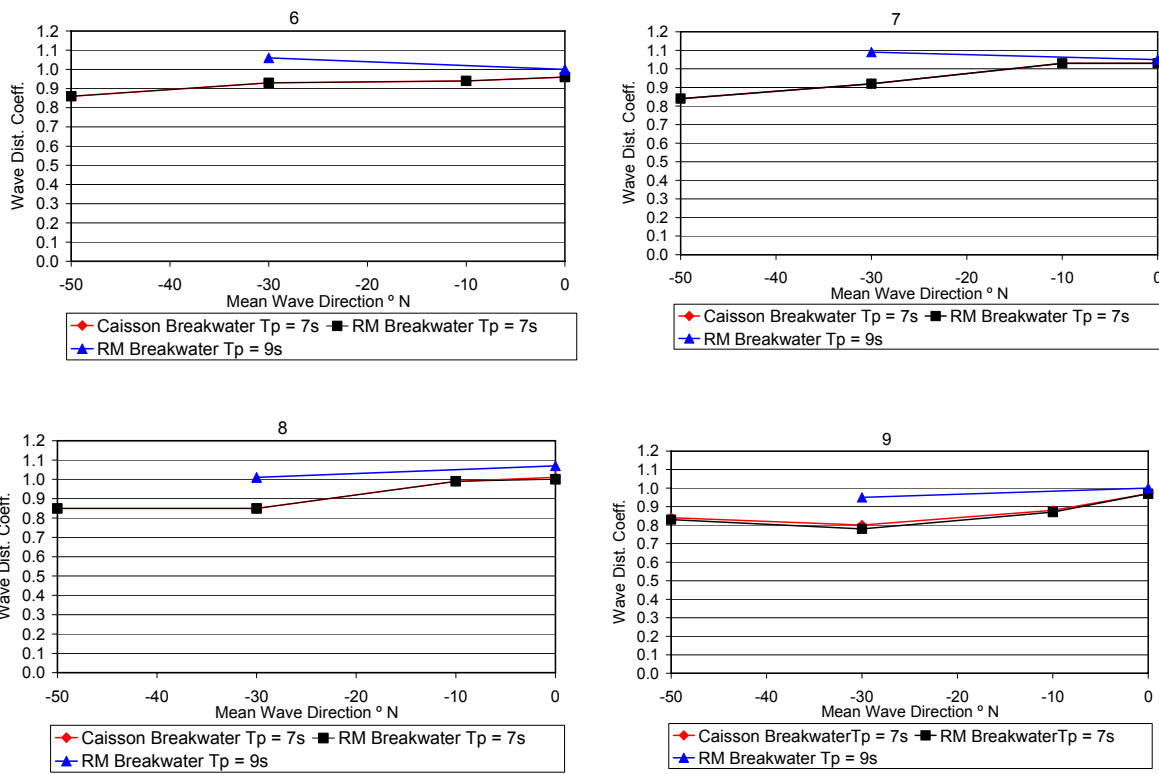 6
1.2
1.1
1.0
0.9
0.8
0.7
0.6
0.5
0.4
0.3
0.2
0.1
0.0
Wave Dist. Coeff.
-50 -40 -30 -20 -10 0
Mean Wave Direction º N
Caisson Breakwater Tp = 7s RM Breakwater Tp = 7s
RM Breakwater Tp = 9s
7
1.2
1.1
1.0
0.9
0.8
0.7
0.6
0.5
0.4
0.3
0.2
0.1
0.0
Wave Dist. Coeff.
-50 -40 -30 -20 -10 0
Mean Wave Direction º N
Caisson Breakwater Tp = 7s RM Breakwater Tp = 7s
RM Breakwater Tp = 9s
8
1.2
1.1
1.0
0.9
0.8
0.7
0.6
0.5
0.4
0.3
0.2
0.1
0.0
Wave Dist. Coeff.
-50 -40 -30 -20 -10 0
Mean Wave Direction º N
Caisson Breakwater Tp = 7s RM Breakwater Tp = 7s
RM Breakwater Tp = 9s
9
1.2
1.1
1.0
0.9
0.8
0.7
0.6
0.5
0.4
0.3
0.2
0.1
0.0
Wave Dist. Coeff.
-50 -40 -30 -20 -10 0
Mean Wave Direction º N
Caisson BreakwaterTp = 7s RM BreakwaterTp = 7s
RM Breakwater Tp = 9s